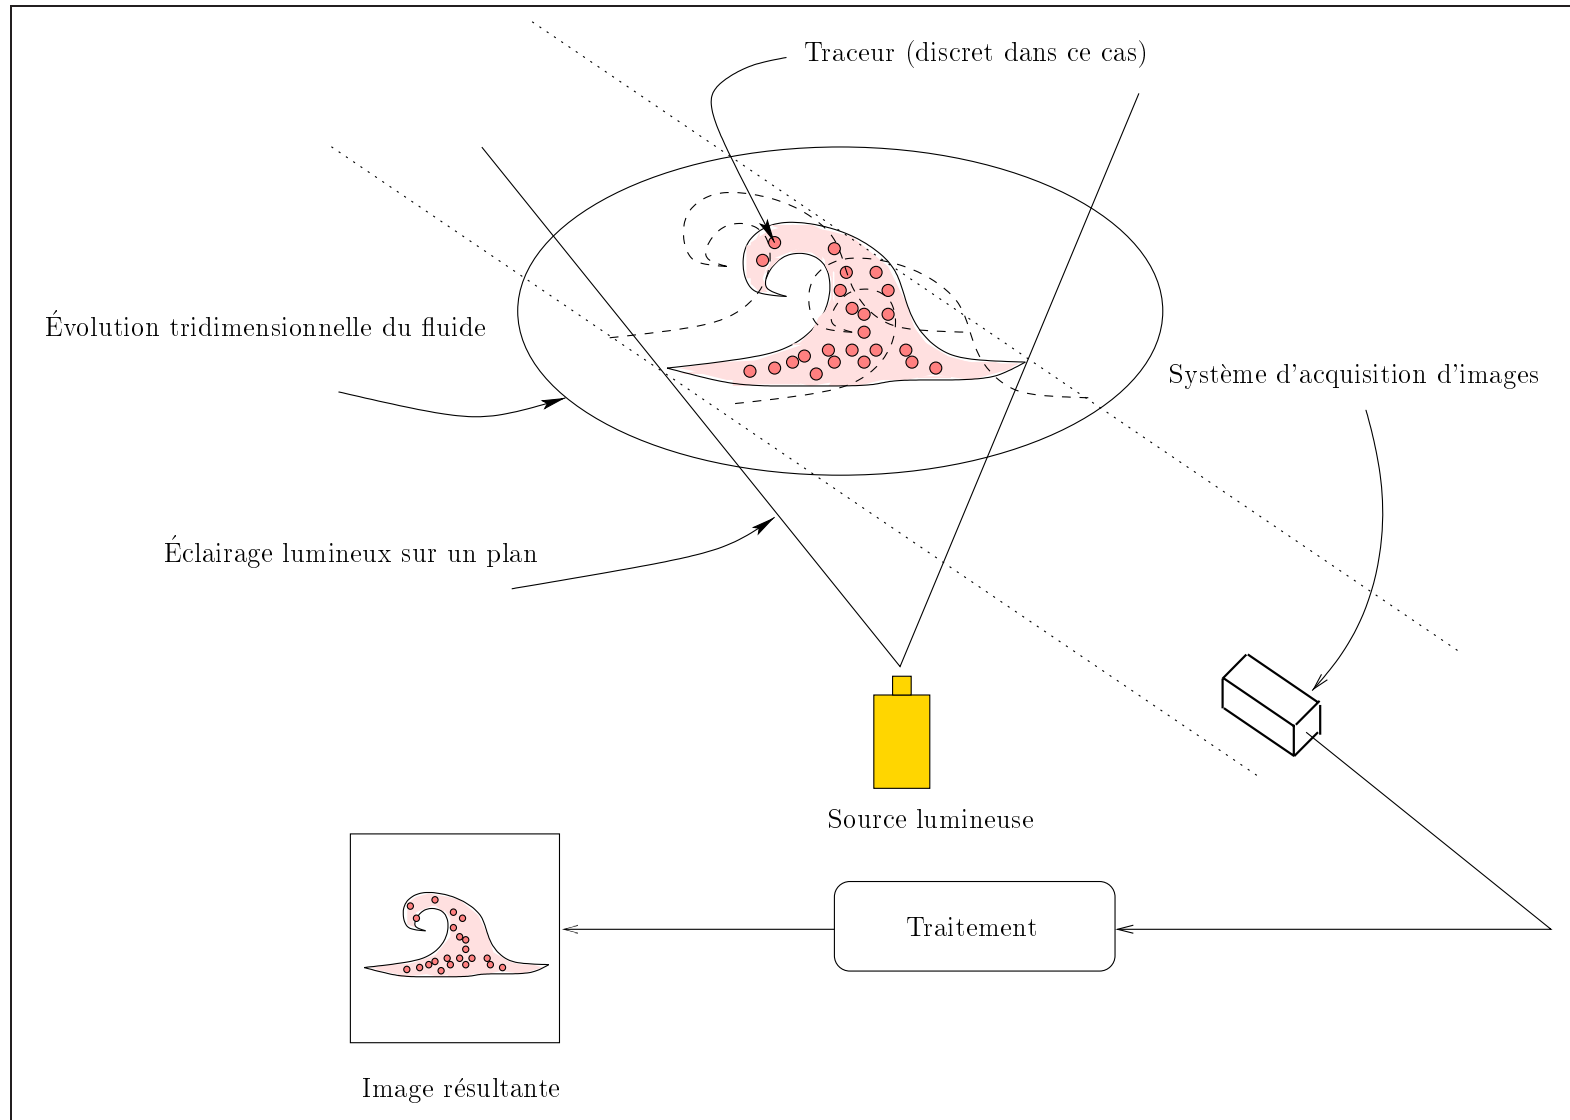 Traceur (discret dans ce cas)
Évolution tridimensionnelle du fluide
Système d'acquisition d'images
Éclairage lumineux sur un plan
Source lumineuse
Traitement
Image résultante